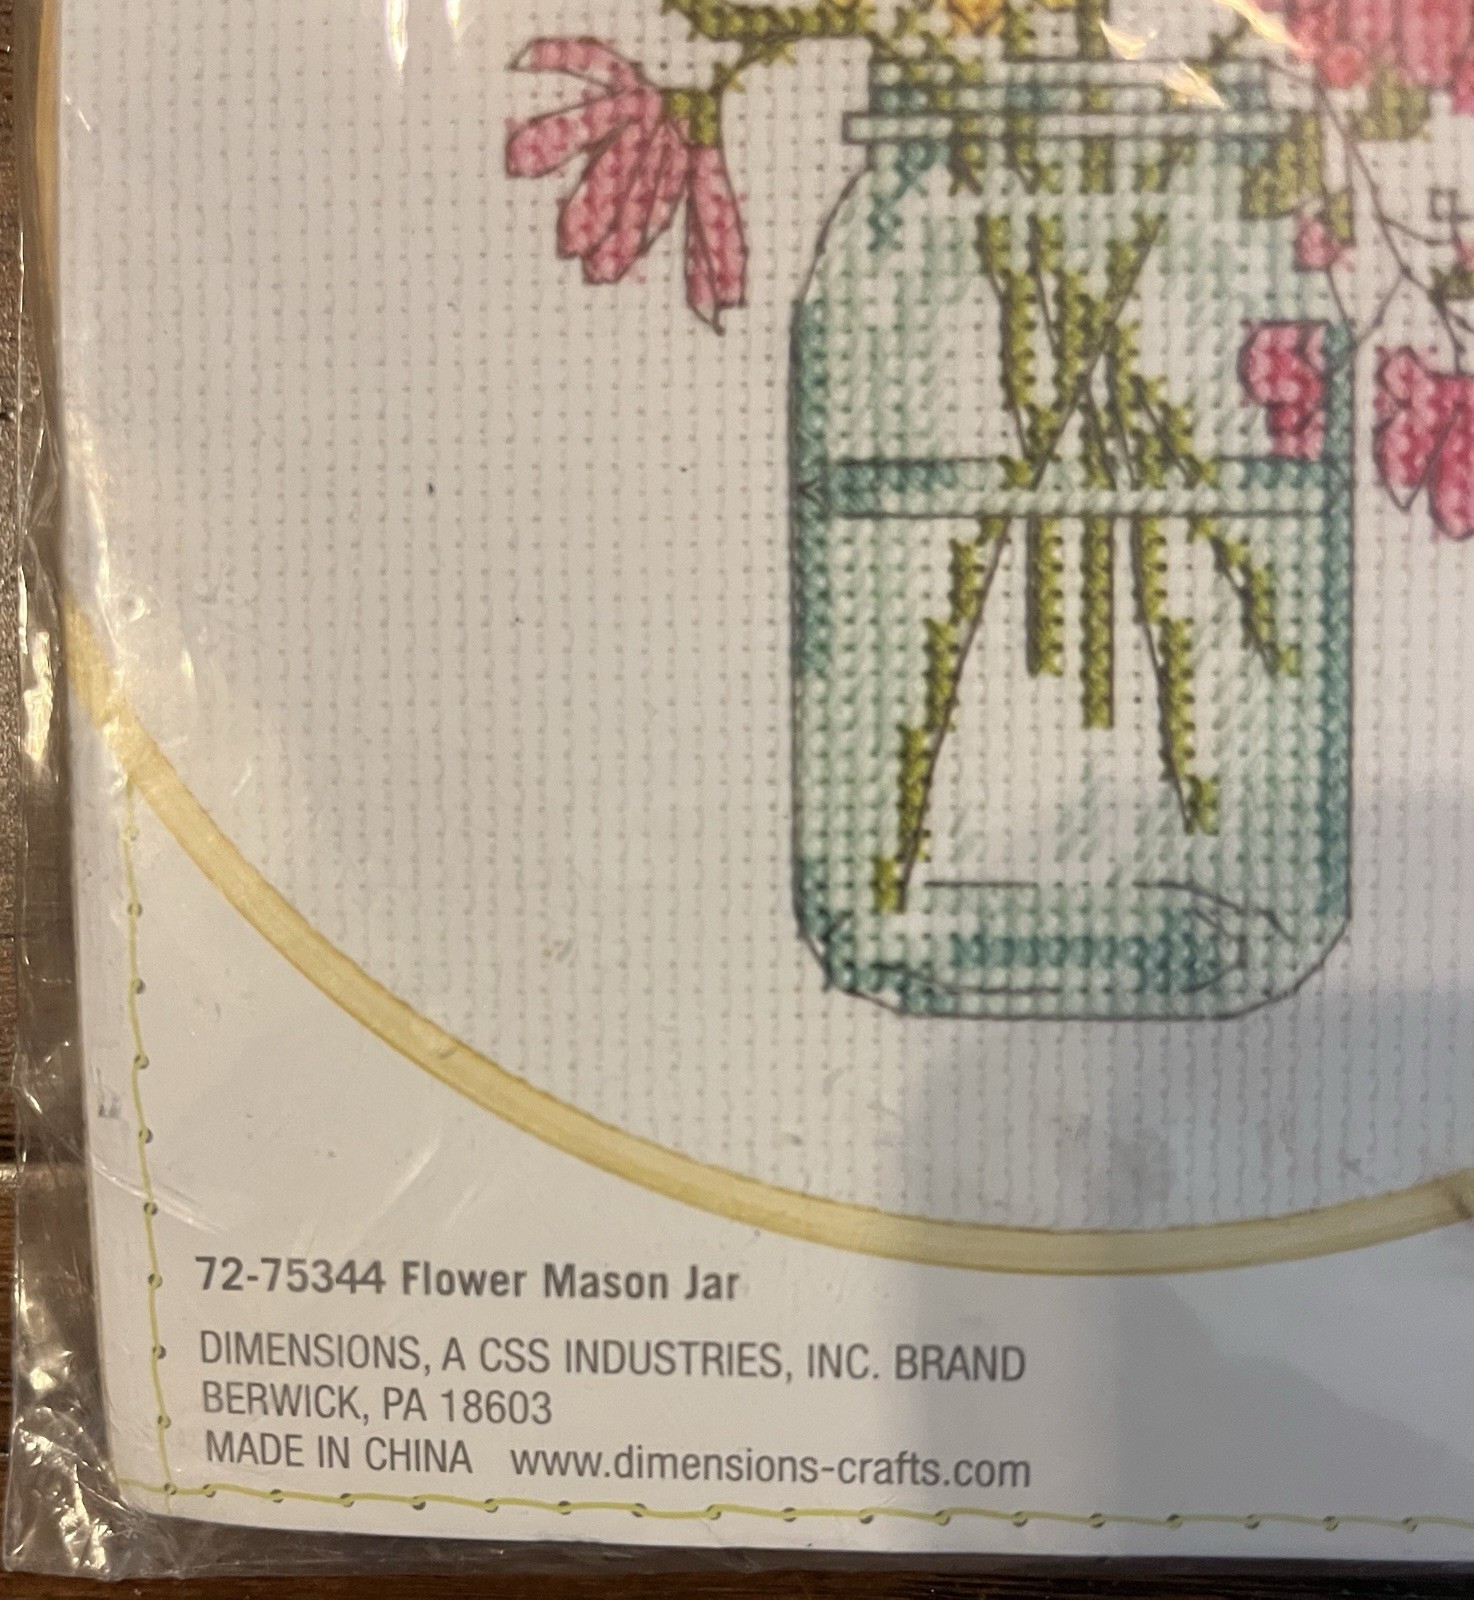 72-75344 Flower Mason Jar
DIMENSIONS, A CSS INDUSTRIES, INC. BRAND
BERWICK, PA 18603
MADE IN CHINA www.dimensions-crafts.com